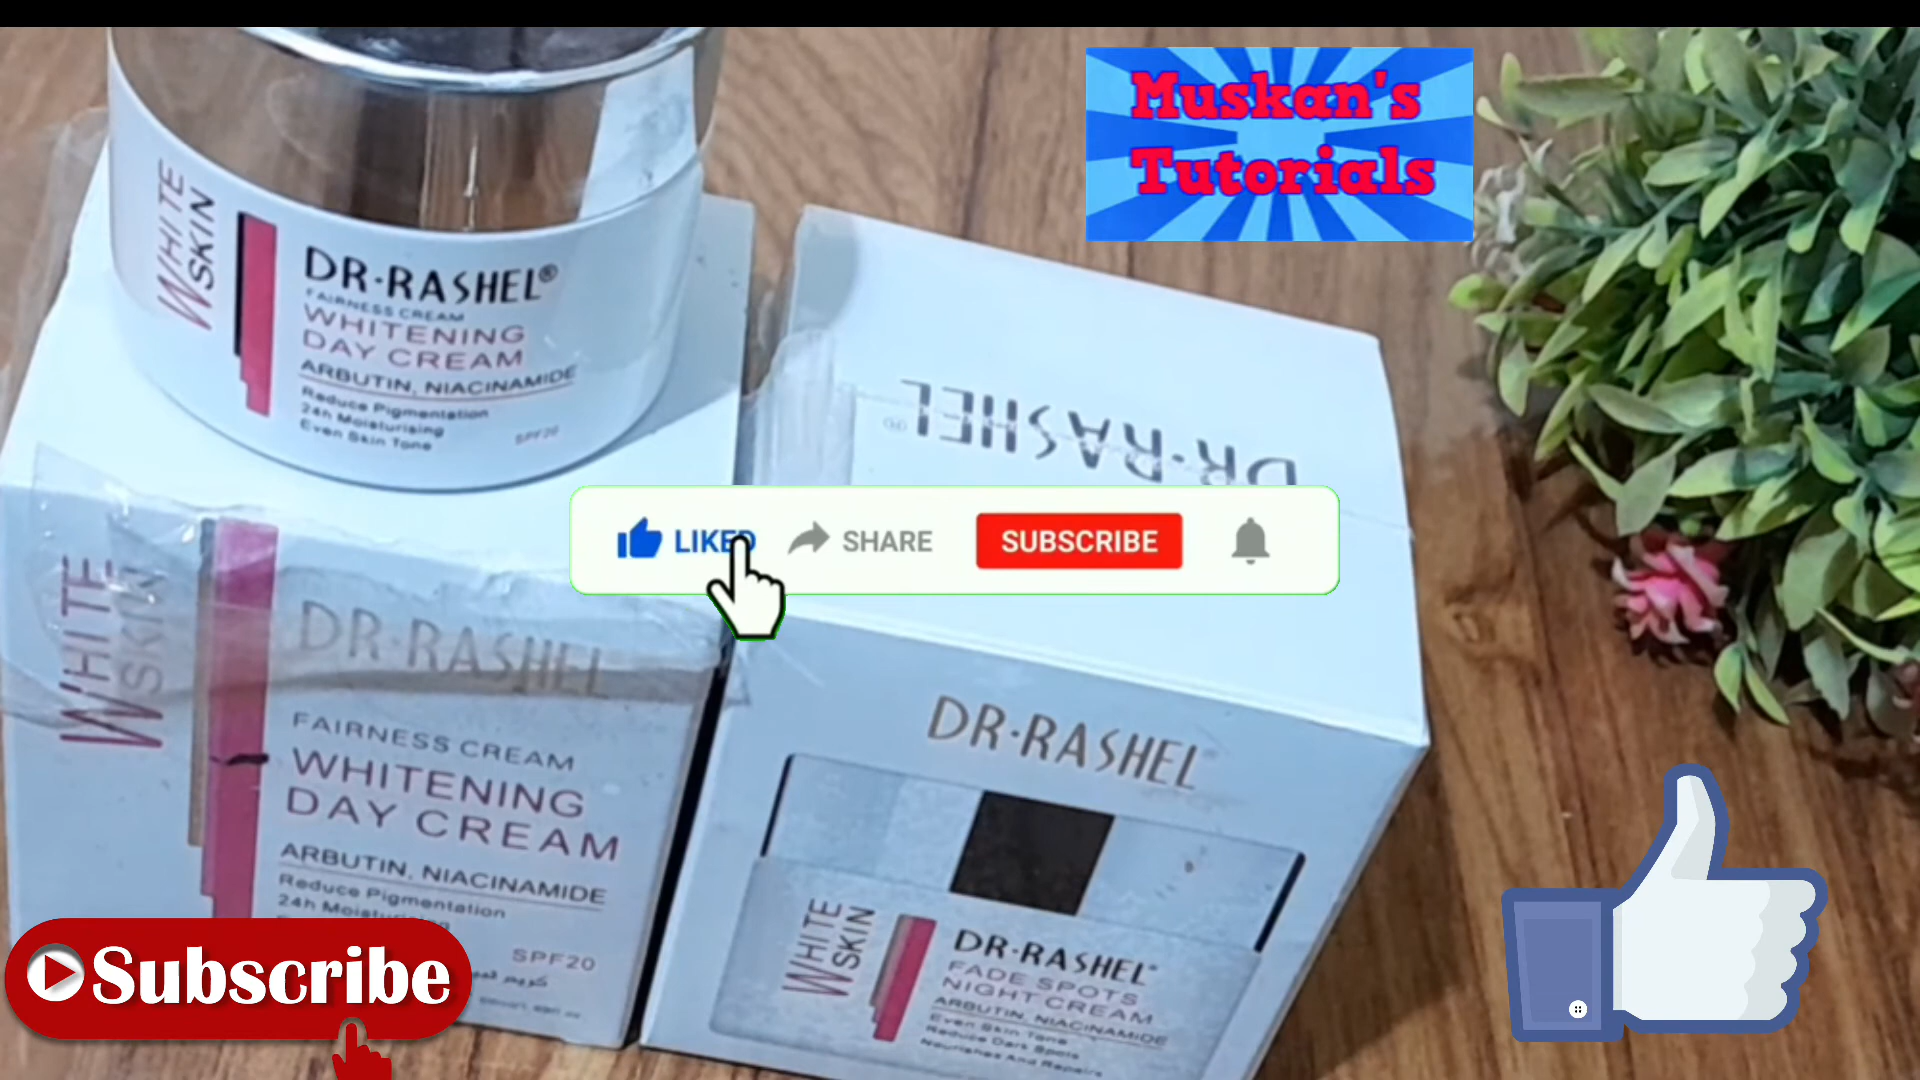 Muskan's
Tutorials
WHITE
SKIN
DR·RASHEL®
FAIRNESS CREAM
WHITENING
DAY CREAM
ARBUTIN, NIACINAMIDE
Reduce Pigmentation
24h Moisturising
Even Skin Tone
SPF20
DR·RASHEL®
LIKED
SHARE
SUBSCRIBE
WHITE
SKIN
DR·RASHEL
FAIRNESS CREAM
WHITENING
DAY CREAM
ARBUTIN, NIACINAMIDE
Reduce Pigmentation
24h Moisturising
SPF20
DR·RASHEL
WHITE
SKIN
DR·RASHEL
FADE SPOTS
NIGHT CREAM
ARBUTIN, NIACINAMIDE
Even Skin Tone
Reduce Dark Spots
Nourishes And Repairs
Subscribe